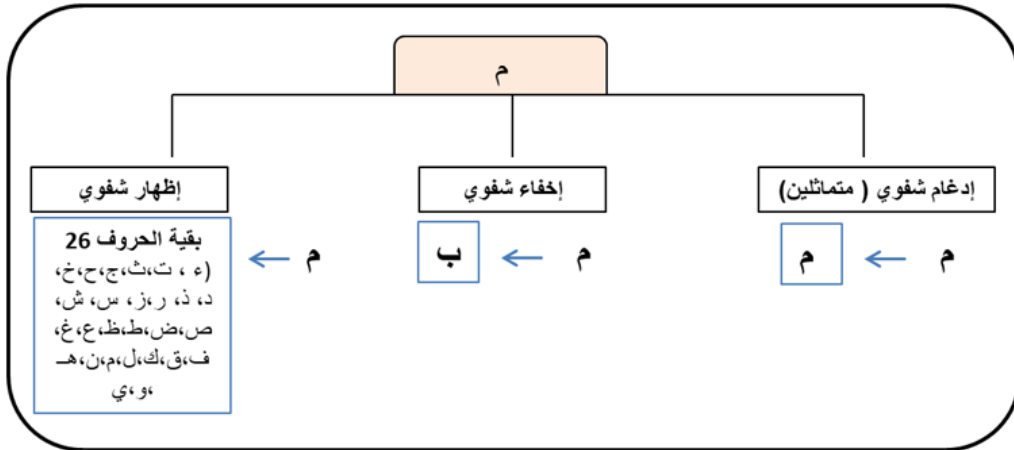 م
إدغام شفوي ( متماثلين)
م ← م
إخفاء شفوي
م ← ب
إظهار شفوي
م ←
بقية الحروف 26
(ء ، ت،ث،ج،ح،خ،
د، ذ ، ر،ز، س، ش،
ص،ض،ط،ظ،ع،غ،
ف،ق،ك،ل،م،ن،هـ
،و،ي